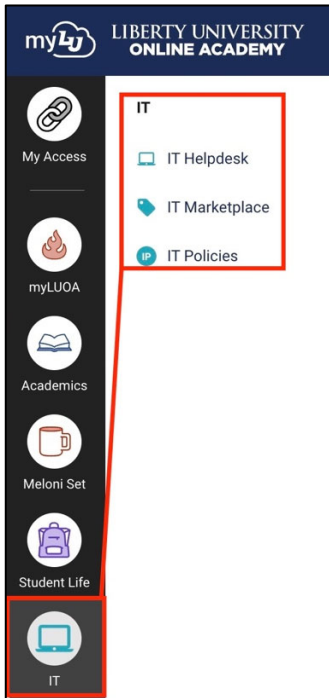 myLU
LIBERTY UNIVERSITY
ONLINE ACADEMY
My Access
myLUOA
Academics
Meloni Set
Student Life
IT
IT
IT Helpdesk
IT Marketplace
IP IT Policies